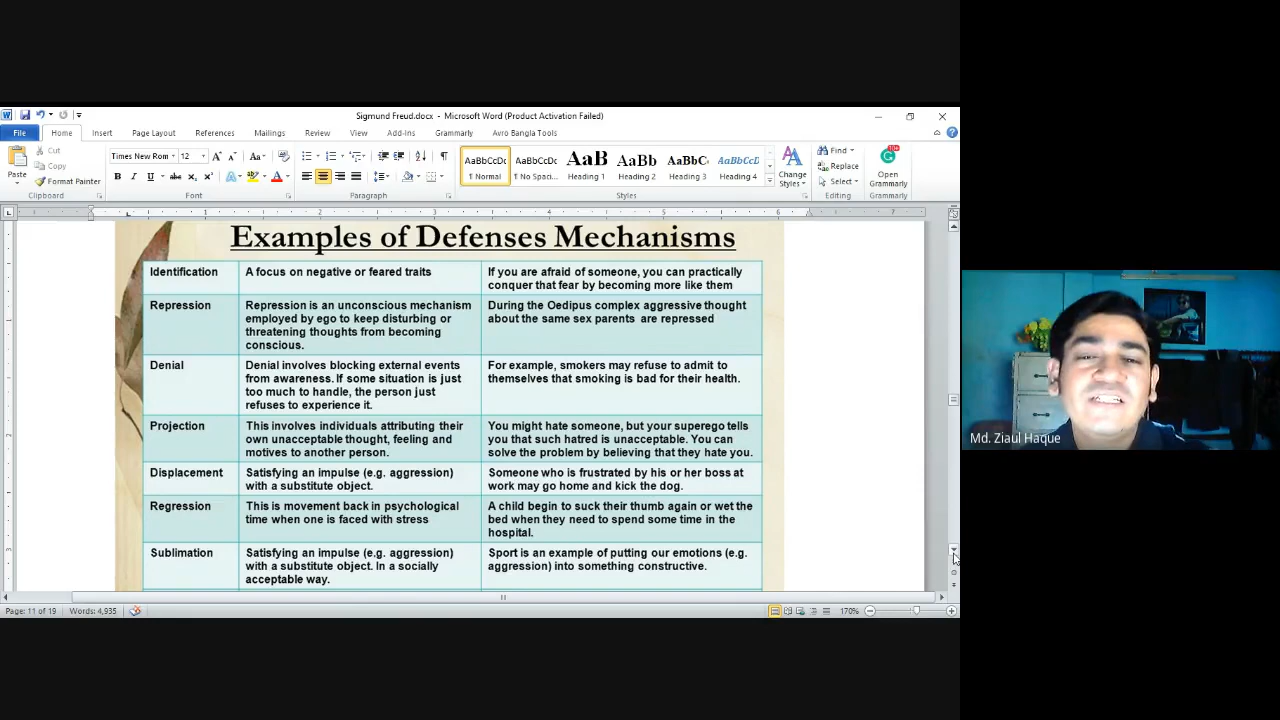 Sigmund Freud.docx - Microsoft Word (Product Activation Failed)
File Home Insert Page Layout References Mailings Review View Add-Ins Grammarly Avro Bangla Tools
Paste
Cut
Copy
Format Painter
Clipboard
Times New Rom 12
Font
Paragraph
AaBbCcDc AaBbCcDc AaB AaBb AaBbC AaBbCcD
¶ Normal ¶ No Spaci... Heading 1 Heading 2 Heading 3 Heading 4
Change Styles
Styles
Find
Replace
Select
Editing
Open Grammarly
Grammarly
Examples of Defenses Mechanisms
Identification
A focus on negative or feared traits
If you are afraid of someone, you can practically
conquer that fear by becoming more like them
Repression
Repression is an unconscious mechanism
employed by ego to keep disturbing or
threatening thoughts from becoming
conscious.
During the Oedipus complex aggressive thought
about the same sex parents are repressed
Denial
Denial involves blocking external events
from awareness. If some situation is just
too much to handle, the person just
refuses to experience it.
For example, smokers may refuse to admit to
themselves that smoking is bad for their health.
Projection
This involves individuals attributing their
own unacceptable thought, feeling and
motives to another person.
You might hate someone, but your superego tells
you that such hatred is unacceptable. You can
solve the problem by believing that they hate you.
Displacement
Satisfying an impulse (e.g. aggression)
with a substitute object.
Someone who is frustrated by his or her boss at
work may go home and kick the dog.
Regression
This is movement back in psychological
time when one is faced with stress
A child begin to suck their thumb again or wet the
bed when they need to spend some time in the
hospital.
Sublimation
Satisfying an impulse (e.g. aggression)
with a substitute object. In a socially
acceptable way.
Sport is an example of putting our emotions (e.g.
aggression) into something constructive.
Page: 11 of 19 Words: 4,935
170%
Md. Ziaul Haque